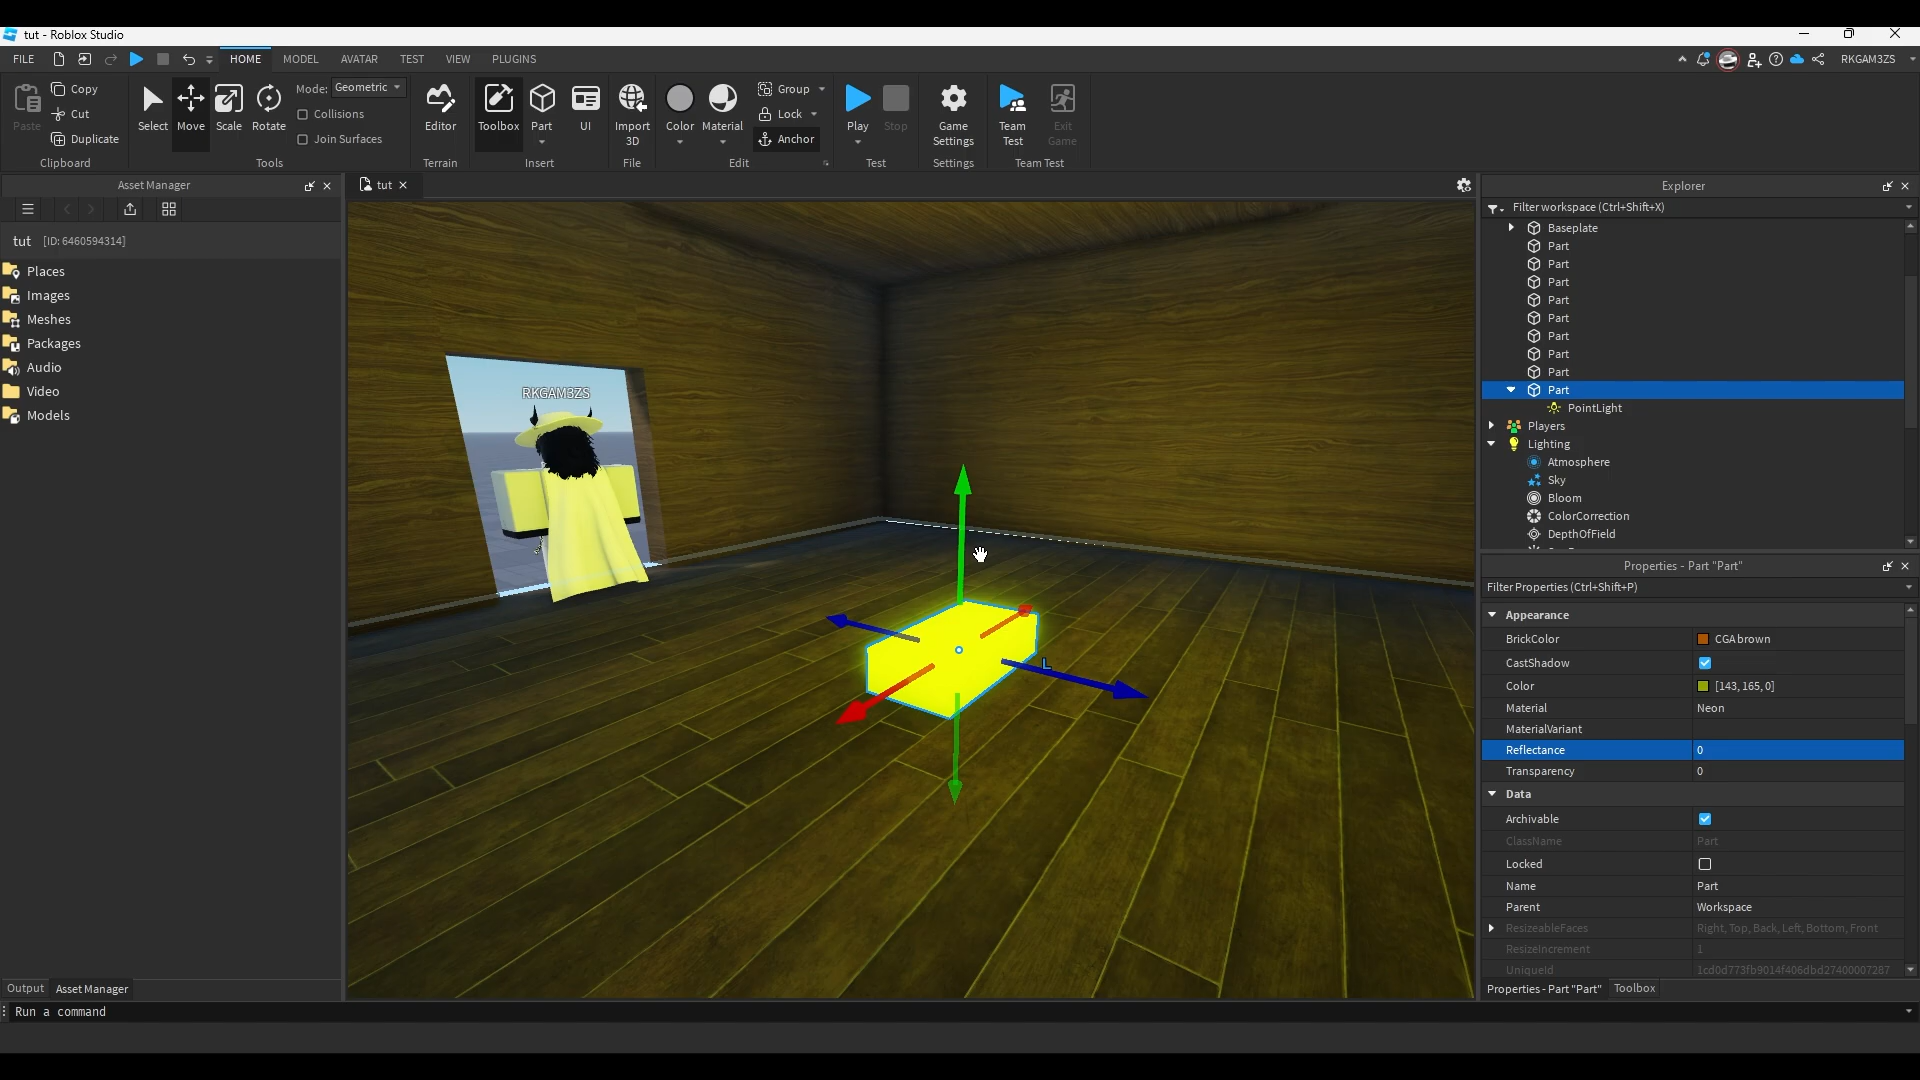 tut - Roblox Studio
FILE HOME MODEL AVATAR TEST VIEW PLUGINS RKGAM3ZS
Paste Copy Cut Duplicate Clipboard
Select Move Scale Rotate Mode: Geometric Collisions Join Surfaces Tools
Editor Terrain
Toolbox Part UI Insert
Import 3D File
Color Material Group Lock Anchor Edit
Play Stop Test
Game Settings Settings
Team Test Exit Game Team Test
Asset Manager
tut [ID: 6460594314]
Places
Images
Meshes
Packages
Audio
Video
Models
Output Asset Manager
tut
RKGAM3ZS
L
Explorer
Filter workspace (Ctrl+Shift+X)
Baseplate
Part
Part
Part
Part
Part
Part
Part
Part
Part
PointLight
Players
Lighting
Atmosphere
Sky
Bloom
ColorCorrection
DepthOfField
Properties - Part "Part"
Filter Properties (Ctrl+Shift+P)
Appearance
BrickColor CGA brown
CastShadow
Color [143, 165, 0]
Material Neon
MaterialVariant
Reflectance 0
Transparency 0
Data
Archivable
ClassName Part
Locked
Name Part
Parent Workspace
ResizeableFaces Right, Top, Back, Left, Bottom, Front
ResizeIncrement 1
UniqueId 1cd0d773fb9014f406dbd27400007287
Properties - Part "Part" Toolbox
Run a command